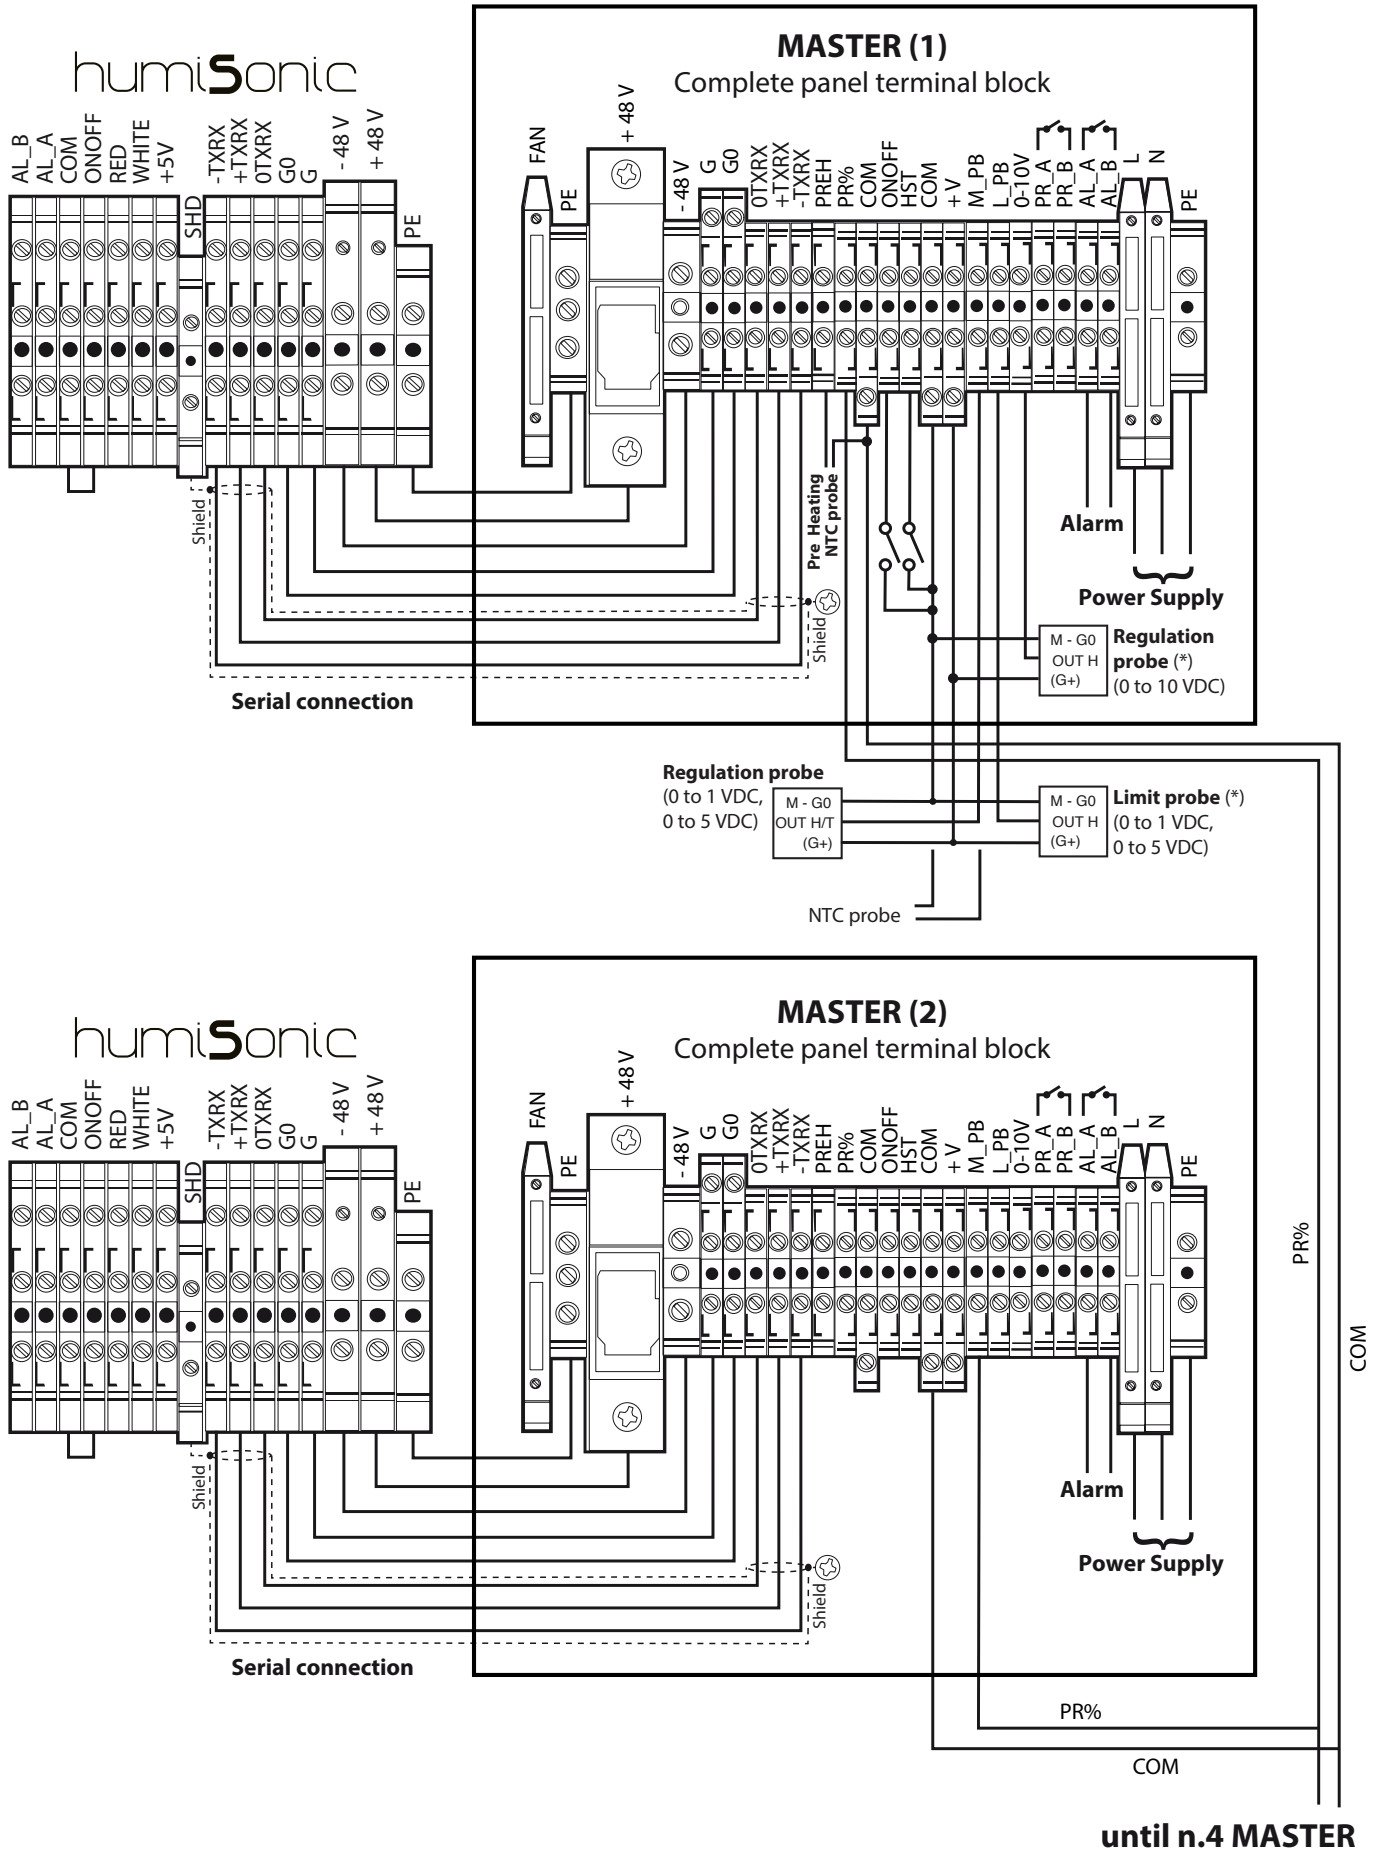 MASTER (1)
Complete panel terminal block
humiSonic
AL_B
AL_A
COM
ONOFF
RED
WHITE
+5V
SHD
-TXRX
+TXRX
0TXRX
G0
G
- 48 V
+ 48 V
PE
FAN
PE
+ 48 V
- 48 V
G
G0
0TXRX
+TXRX
-TXRX
PREH
PR%
COM
ONOFF
HST
COM
+V
M_PB
L_PB
0-10V
PR_A
PR_B
AL_A
AL_B
L
N
PE
Shield
Pre Heating
NTC probe
Alarm
Power Supply
Shield
Serial connection
M - G0
OUT H
(G+)
Regulation
probe (*)
(0 to 10 VDC)
Regulation probe
(0 to 1 VDC,
0 to 5 VDC)
M - G0
OUT H/T
(G+)
M - G0
OUT H
(G+)
Limit probe (*)
(0 to 1 VDC,
0 to 5 VDC)
NTC probe
MASTER (2)
Complete panel terminal block
humiSonic
AL_B
AL_A
COM
ONOFF
RED
WHITE
+5V
SHD
-TXRX
+TXRX
0TXRX
G0
G
- 48 V
+ 48 V
PE
FAN
PE
+ 48 V
- 48 V
G
G0
0TXRX
+TXRX
-TXRX
PREH
PR%
COM
ONOFF
HST
COM
+V
M_PB
L_PB
0-10V
PR_A
PR_B
AL_A
AL_B
L
N
PE
PR%
COM
Shield
Alarm
Power Supply
Shield
Serial connection
PR%
COM
until n.4 MASTER